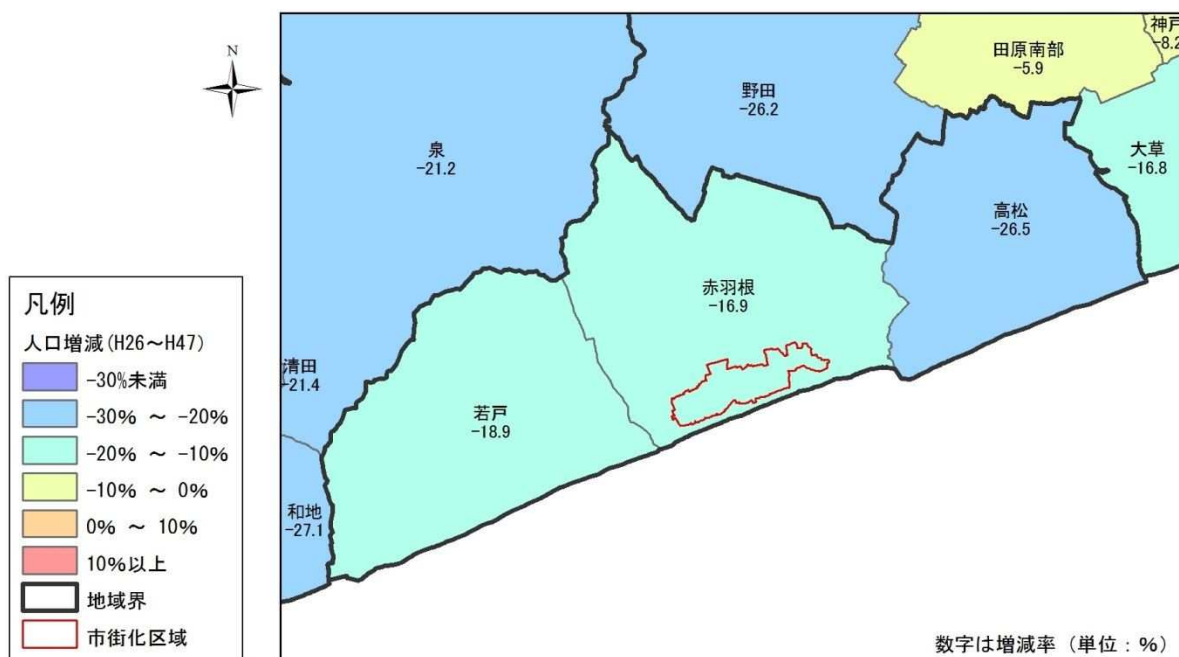 N
神戸
-8.2
田原南部
-5.9
野田
-26.2
泉
-21.2
大草
-16.8
高松
-26.5
赤羽根
-16.9
清田
-21.4
若戸
-18.9
和地
-27.1
凡例
人口増減(H26～H47)
-30%未満
-30% ～ -20%
-20% ～ -10%
-10% ～ 0%
0% ～ 10%
10%以上
地域界
市街化区域
数字は増減率（単位：%）